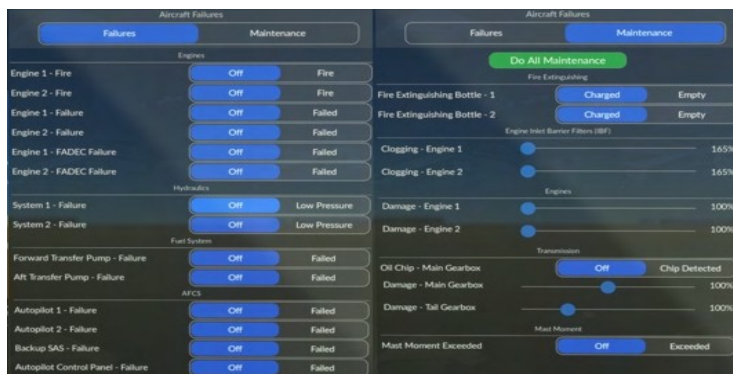 Aircraft Failures
Failures Maintenance
Engines
Engine 1 - Fire Off Fire
Engine 2 - Fire Off Fire
Engine 1 - Failure Off Failed
Engine 2 - Failure Off Failed
Engine 1 - FADEC Failure Off Failed
Engine 2 - FADEC Failure Off Failed
Hydraulics
System 1 - Failure Off Low Pressure
System 2 - Failure Off Low Pressure
Fuel System
Forward Transfer Pump - Failure Off Failed
Aft Transfer Pump - Failure Off Failed
AFCS
Autopilot 1 - Failure Off Failed
Autopilot 2 - Failure Off Failed
Backup SAS - Failure Off Failed
Autopilot Control Panel - Failure Off Failed
Aircraft Failures
Failures Maintenance
Do All Maintenance
Fire Extinguishing
Fire Extinguishing Bottle - 1 Charged Empty
Fire Extinguishing Bottle - 2 Charged Empty
Engine Inlet Barrier Filters (IBF)
Clogging - Engine 1 165%
Clogging - Engine 2 165%
Engines
Damage - Engine 1 100%
Damage - Engine 2 100%
Transmission
Oil Chip - Main Gearbox Off Chip Detected
Damage - Main Gearbox 100%
Damage - Tail Gearbox 100%
Mast Moment
Mast Moment Exceeded Off Exceeded